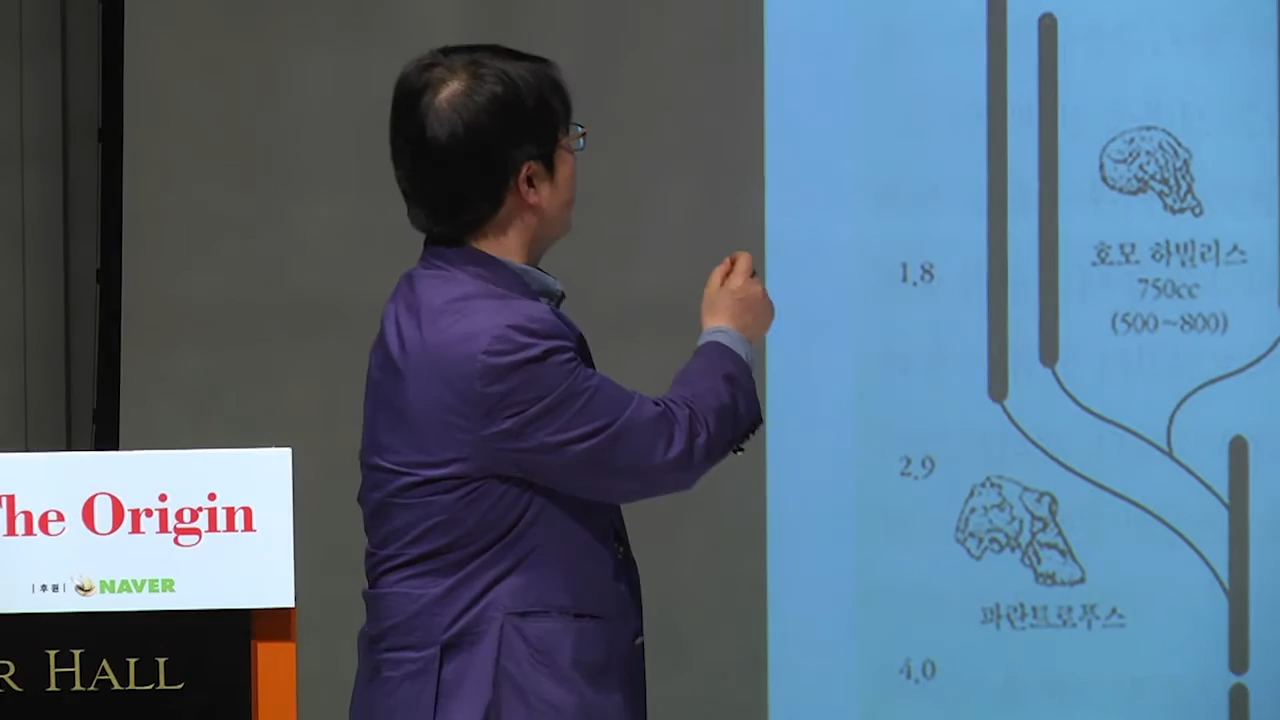 The Origin
|후원| NAVER
R HALL
1.8
호모 하빌리스
750cc
(500~800)
2.9
파란트로푸스
4.0